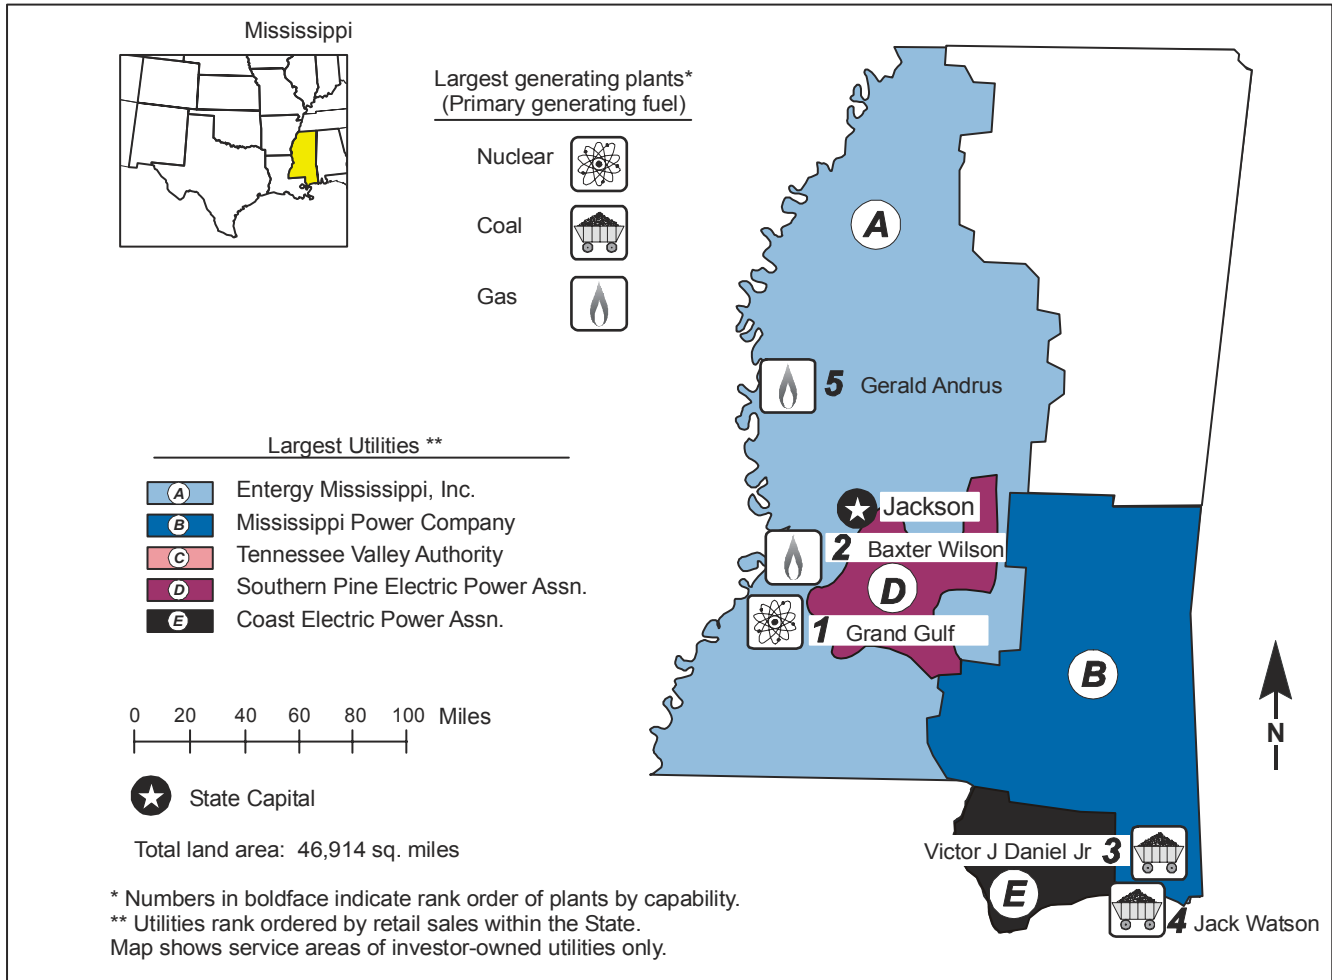 Mississippi
Largest generating plants*
(Primary generating fuel)
Nuclear
Coal
Gas
A
5 Gerald Andrus
Largest Utilities **
A Entergy Mississippi, Inc.
B Mississippi Power Company
C Tennessee Valley Authority
D Southern Pine Electric Power Assn.
E Coast Electric Power Assn.
Jackson
2 Baxter Wilson
D
1 Grand Gulf
B
N
0 20 40 60 80 100 Miles
State Capital
Total land area: 46,914 sq. miles
Victor J Daniel Jr 3
E
4 Jack Watson
* Numbers in boldface indicate rank order of plants by capability.
** Utilities rank ordered by retail sales within the State.
Map shows service areas of investor-owned utilities only.